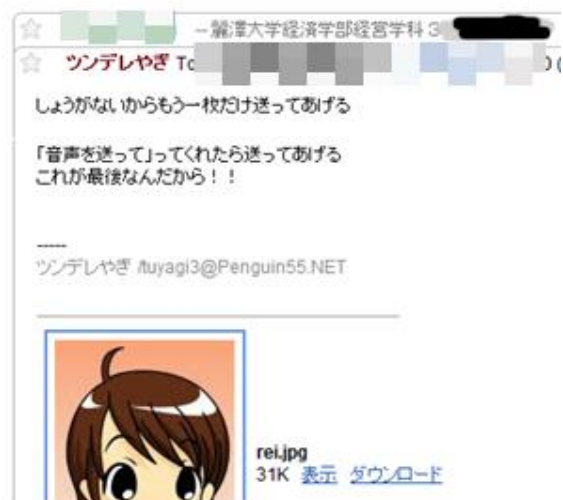 --麗澤大学経済学部経営学科 3
ツンデレやぎ To
しょうがないからもう一枚だけ送ってあげる
「音声を送って」ってくれたら送ってあげる
これが最後なんだから！！
-----
ツンデレやぎ /tuyagi3@Penguin55.NET
rei.jpg
31K 表示 ダウンロード